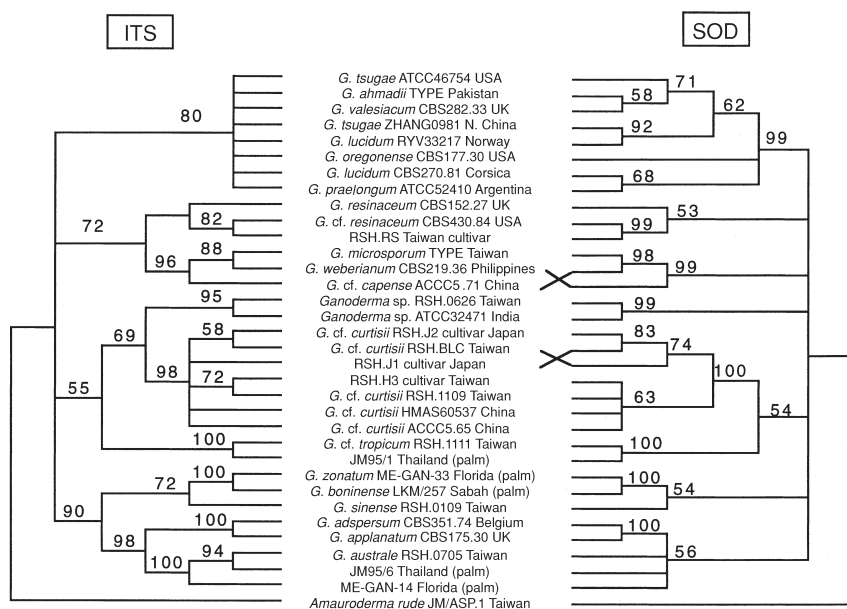 ITS
SOD
G. tsugae ATCC46754 USA
71
G. ahmadii TYPE Pakistan
58
62
80
G. valesiacum CBS282.33 UK
G. tsugae ZHANG0981 N. China
92
99
G. lucidum RYV33217 Norway
G. oregonense CBS177.30 USA
G. lucidum CBS270.81 Corsica
68
G. praelongum ATCC52410 Argentina
G. resinaceum CBS152.27 UK
53
72
82
G. cf. resinaceum CBS430.84 USA
99
RSH.RS Taiwan cultivar
88
G. microsporum TYPE Taiwan
98
96
G. weberianum CBS219.36 Philippines
99
G. cf. capense ACCC5.71 China
95
Ganoderma sp. RSH.0626 Taiwan
99
Ganoderma sp. ATCC32471 India
69
58
G. cf. curtisii RSH.J2 cultivar Japan
83
G. cf. curtisii RSH.BLC Taiwan
74
RSH.J1 cultivar Japan
98
72
RSH.H3 cultivar Taiwan
100
55
G. cf. curtisii RSH.1109 Taiwan
63
G. cf. curtisii HMAS60537 China
54
G. cf. curtisii ACCC5.65 China
100
G. cf. tropicum RSH.1111 Taiwan
100
JM95/1 Thailand (palm)
100
G. zonatum ME-GAN-33 Florida (palm)
100
72
G. boninense LKM/257 Sabah (palm)
54
90
G. sinense RSH.0109 Taiwan
100
G. adspersum CBS351.74 Belgium
100
G. applanatum CBS175.30 UK
98
94
G. australe RSH.0705 Taiwan
56
100
JM95/6 Thailand (palm)
ME-GAN-14 Florida (palm)
Amauroderma rude JM/ASP.1 Taiwan